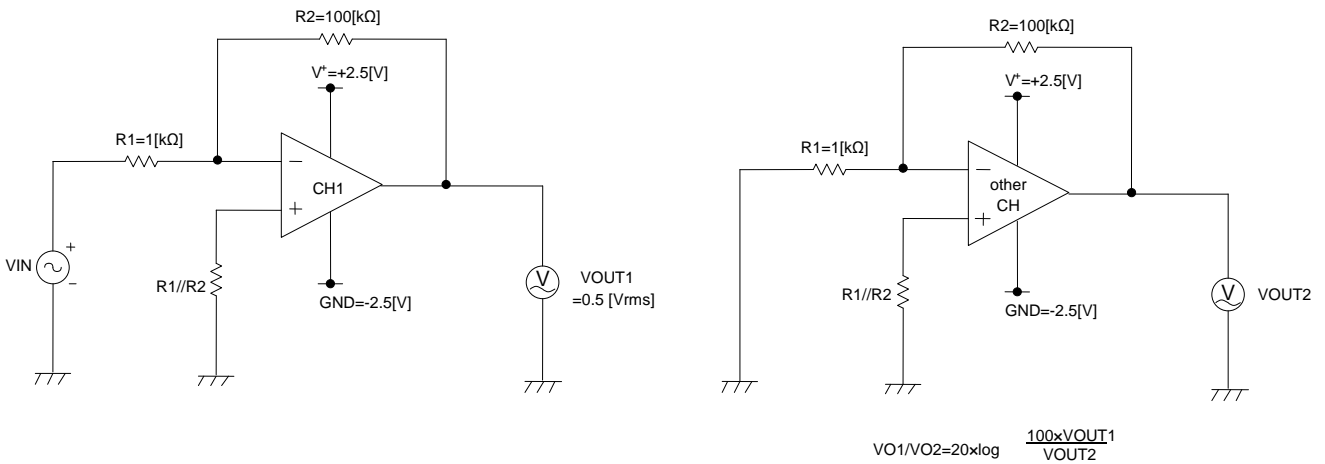 R2=100[kΩ]
V+=+2.5[V]
R1=1[kΩ]
−
CH1
+
VIN
+
−
R1//R2
GND=-2.5[V]
V
VOUT1
=0.5 [Vrms]
R2=100[kΩ]
V+=+2.5[V]
R1=1[kΩ]
−
other
CH
+
R1//R2
GND=-2.5[V]
V
VOUT2
VO1/VO2=20×log 100×VOUT1
VOUT2